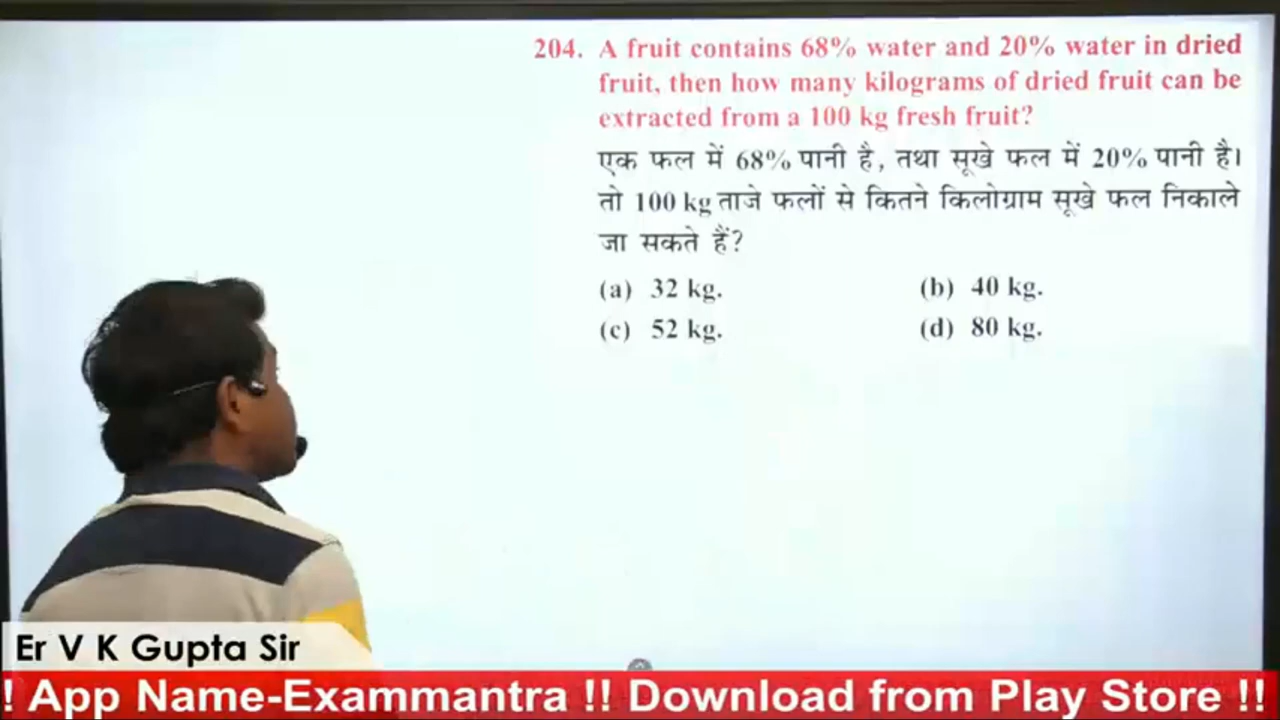 204. A fruit contains 68% water and 20% water in dried
fruit, then how many kilograms of dried fruit can be
extracted from a 100 kg fresh fruit?
एक फल में 68% पानी है, तथा सूखे फल में 20% पानी है।
तो 100 kg ताजे फलों से कितने किलोग्राम सूखे फल निकाले
जा सकते हैं?
(a) 32 kg. (b) 40 kg.
(c) 52 kg. (d) 80 kg.
Er V K Gupta Sir
! App Name-Exammantra !! Download from Play Store !!